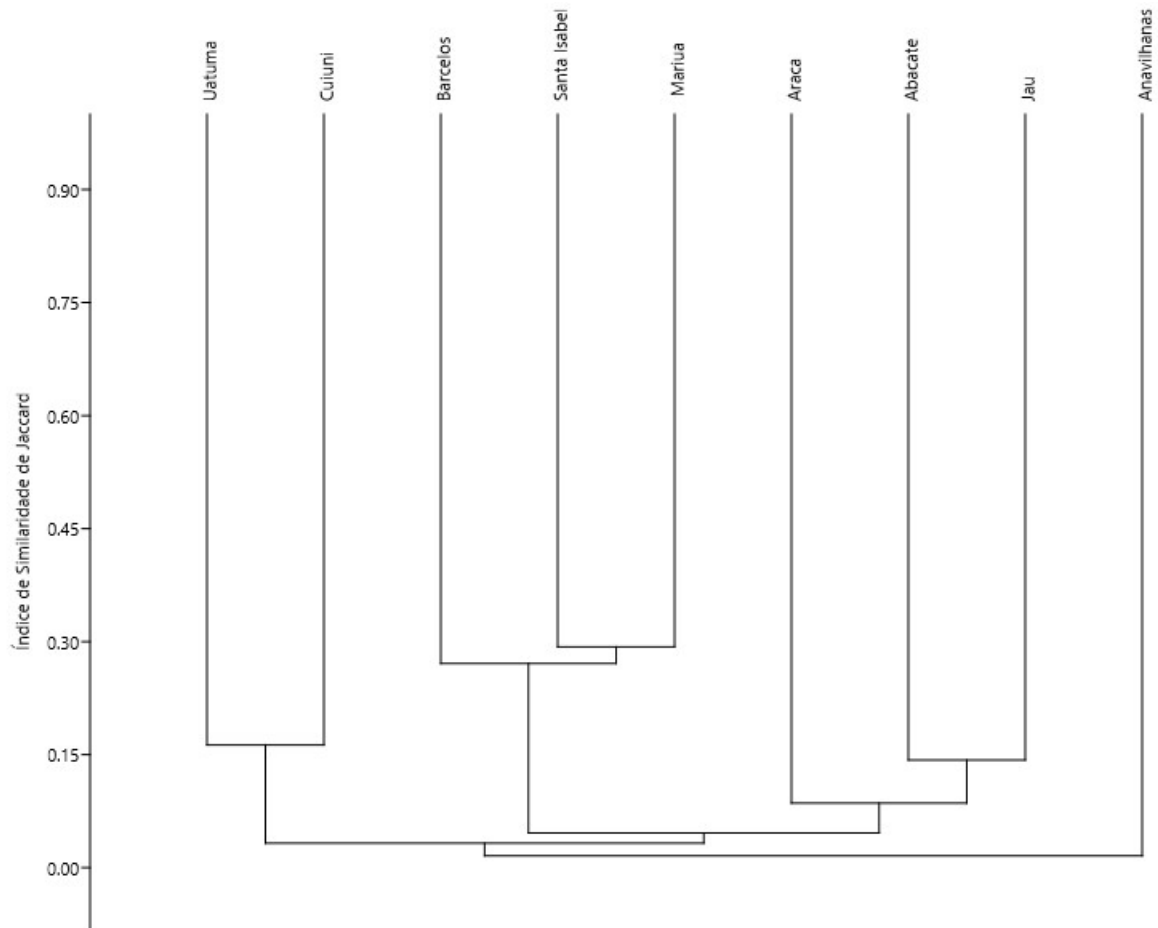 Uatuma
Cuiuni
Barcelos
Santa Isabel
Mariua
Araca
Abacate
Jau
Anavilhanas
0.90
0.75
0.60
0.45
0.30
0.15
0.00
Índice de Similaridade de Jaccard